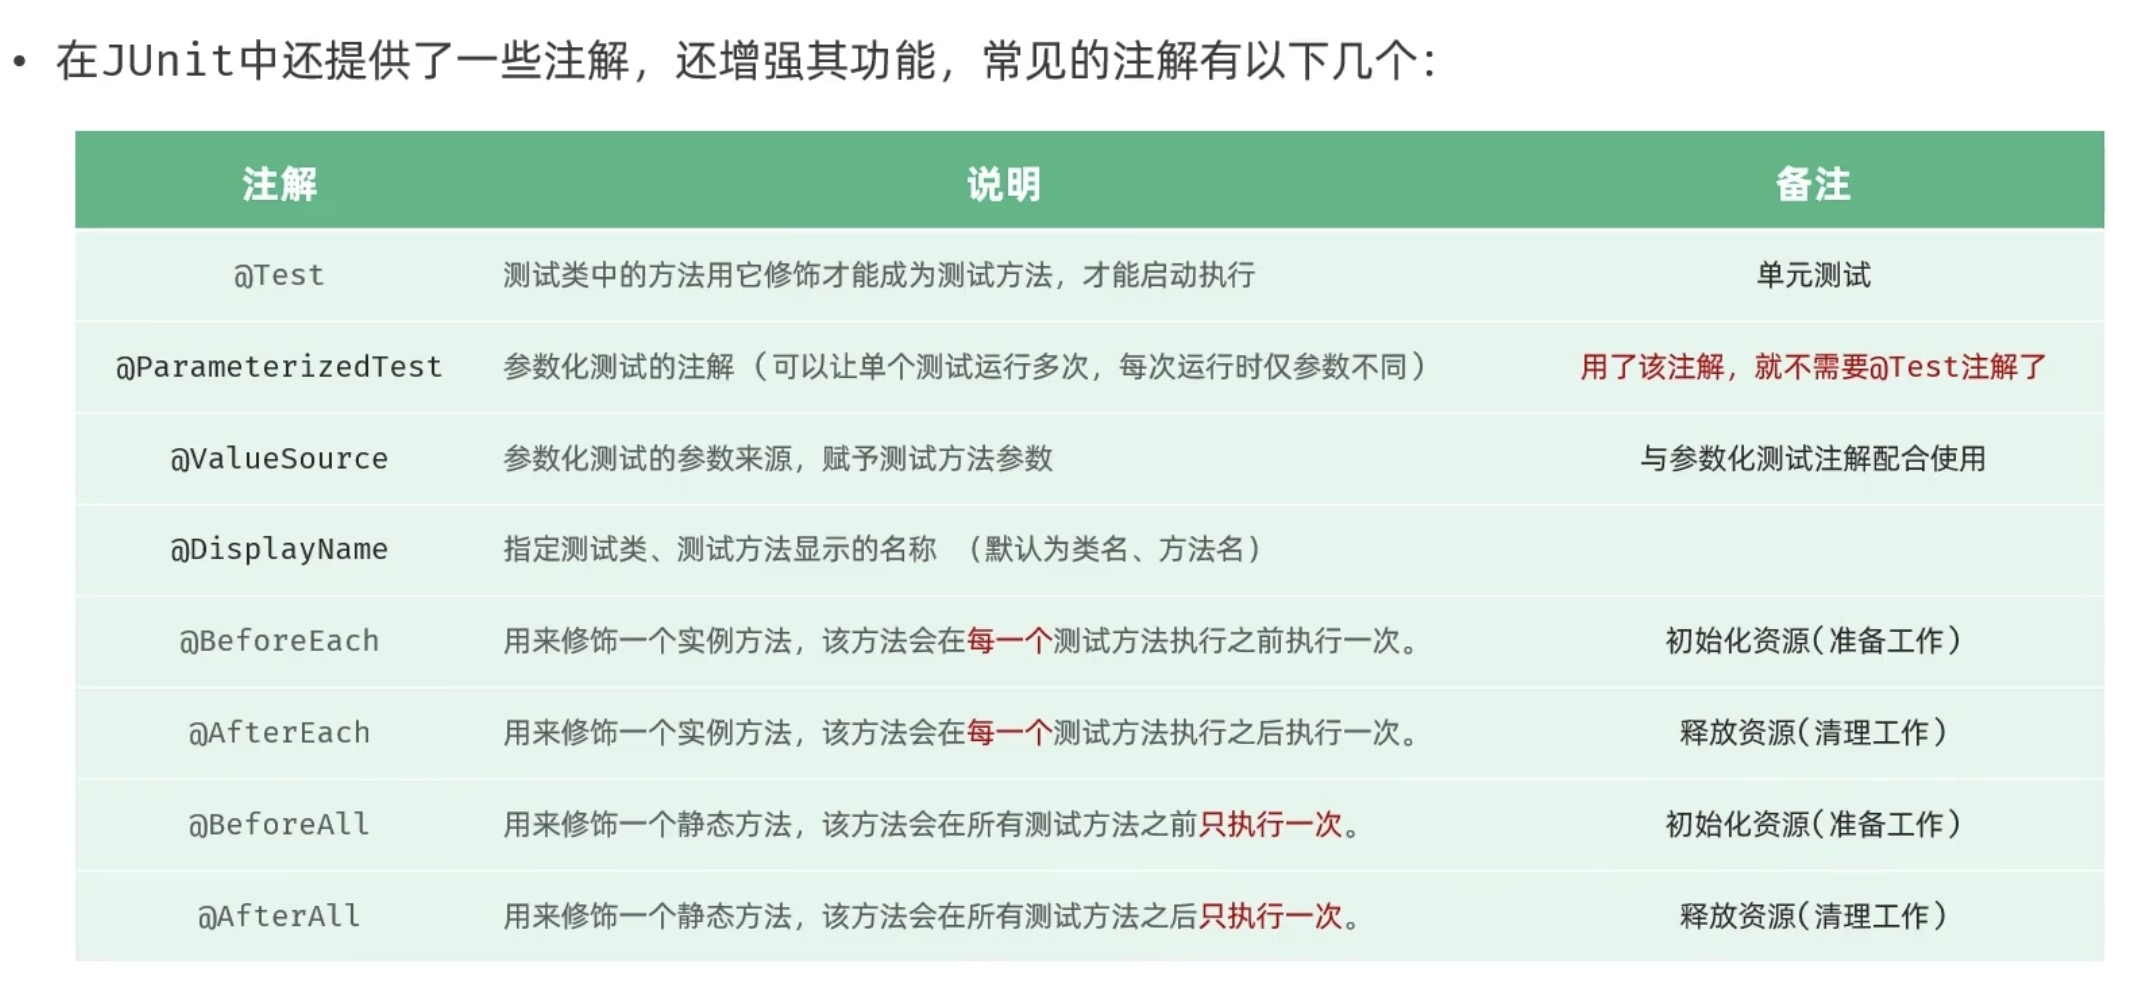 • 在JUnit中还提供了一些注解，还增强其功能，常见的注解有以下几个：
注解 说明 备注
@Test 测试类中的方法用它修饰才能成为测试方法，才能启动执行 单元测试
@ParameterizedTest 参数化测试的注解（可以让单个测试运行多次，每次运行时仅参数不同） 用了该注解，就不需要@Test注解了
@ValueSource 参数化测试的参数来源，赋予测试方法参数 与参数化测试注解配合使用
@DisplayName 指定测试类、测试方法显示的名称 （默认为类名、方法名）
@BeforeEach 用来修饰一个实例方法，该方法会在每一个测试方法执行之前执行一次。 初始化资源(准备工作)
@AfterEach 用来修饰一个实例方法，该方法会在每一个测试方法执行之后执行一次。 释放资源(清理工作)
@BeforeAll 用来修饰一个静态方法，该方法会在所有测试方法之前只执行一次。 初始化资源(准备工作)
@AfterAll 用来修饰一个静态方法，该方法会在所有测试方法之后只执行一次。 释放资源(清理工作)